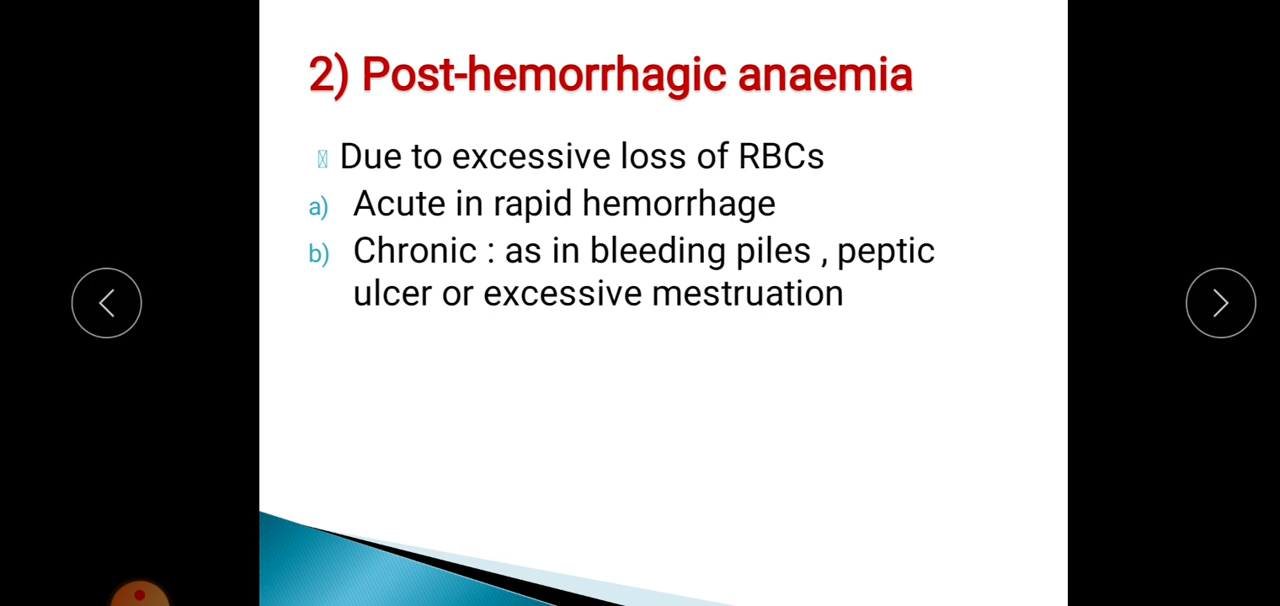 2) Post-hemorrhagic anaemia
Due to excessive loss of RBCs
a) Acute in rapid hemorrhage
b) Chronic : as in bleeding piles , peptic
ulcer or excessive mestruation